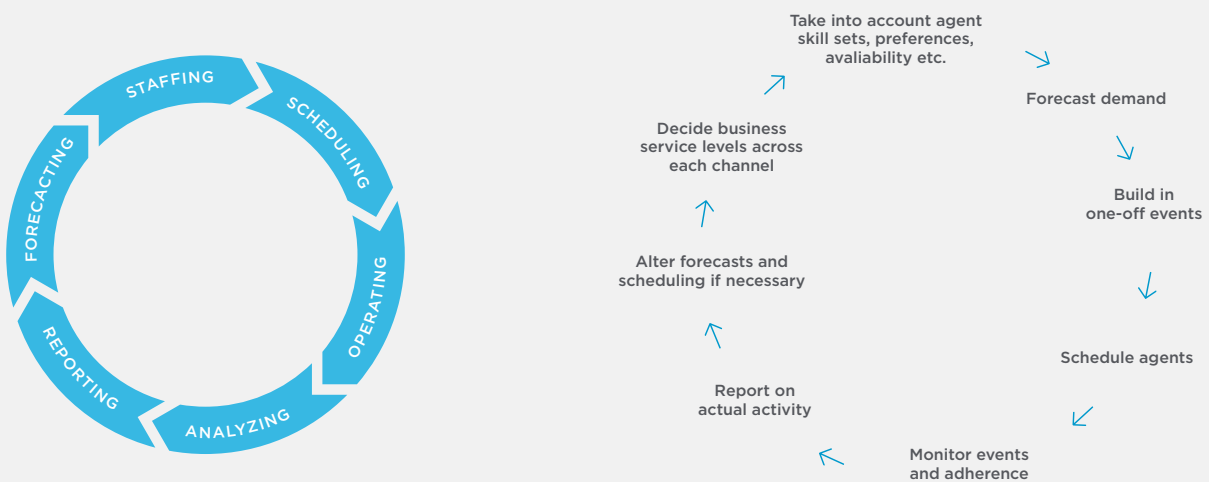 STAFFING
SCHEDULING
OPERATING
ANALYZING
REPORTING
FORECACTING
Take into account agent
skill sets, preferences,
avaliability etc.
Forecast demand
Build in
one-off events
Schedule agents
Monitor events
and adherence
Report on
actual activity
Alter forecasts and
scheduling if necessary
Decide business
service levels across
each channel